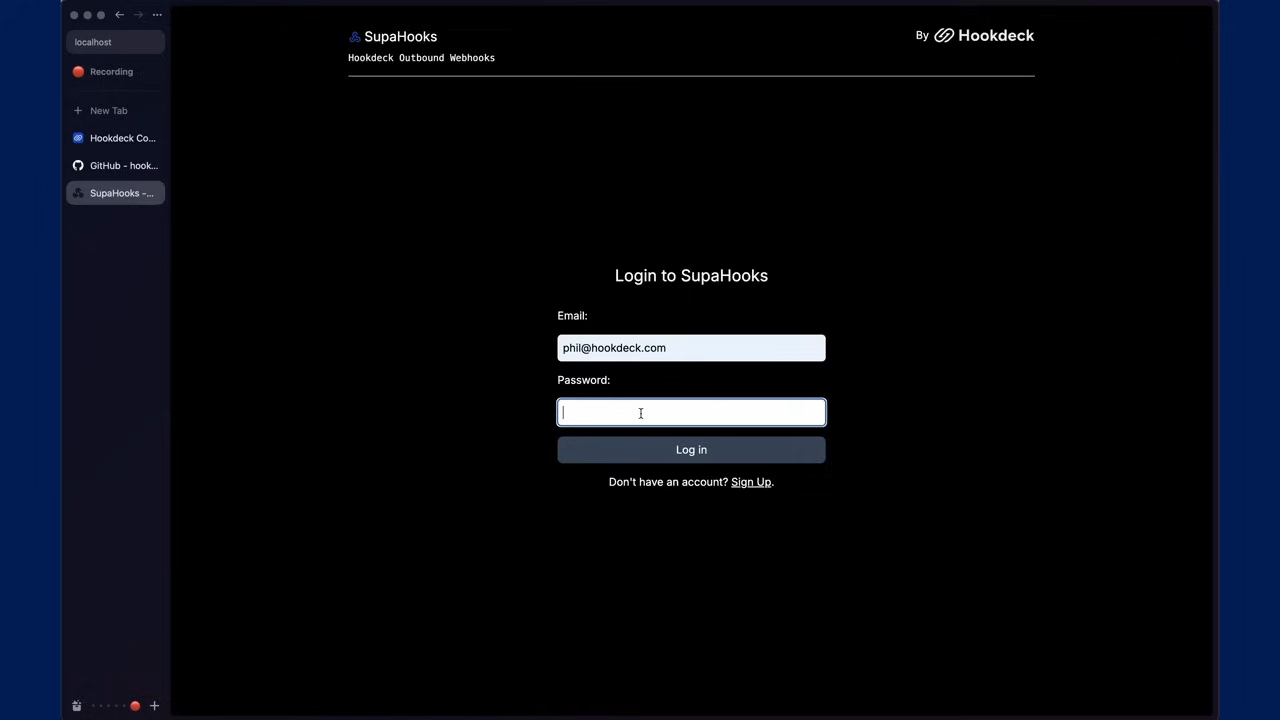 localhost
Recording
New Tab
Hookdeck Co...
GitHub - hook...
SupaHooks -...
SupaHooks
Hookdeck Outbound Webhooks
By Hookdeck
Login to SupaHooks
Email:
phil@hookdeck.com
Password:
Log in
Don't have an account? Sign Up.